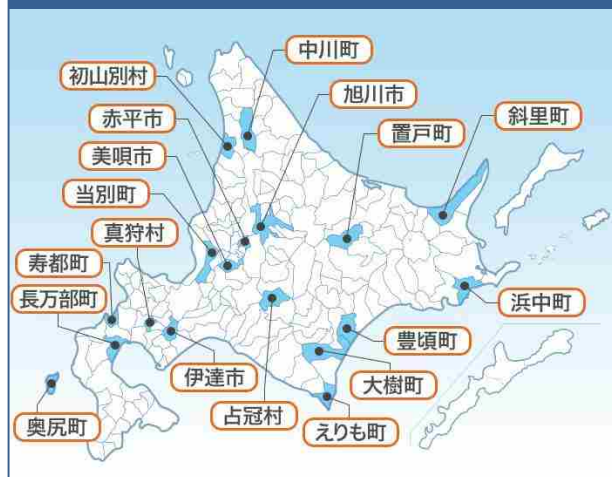 中川町
初山別村
旭川市
赤平市
置戸町
斜里町
美唄市
当別町
真狩村
寿都町
長万部町
浜中町
豊頃町
伊達市
大樹町
占冠村
奥尻町
えりも町